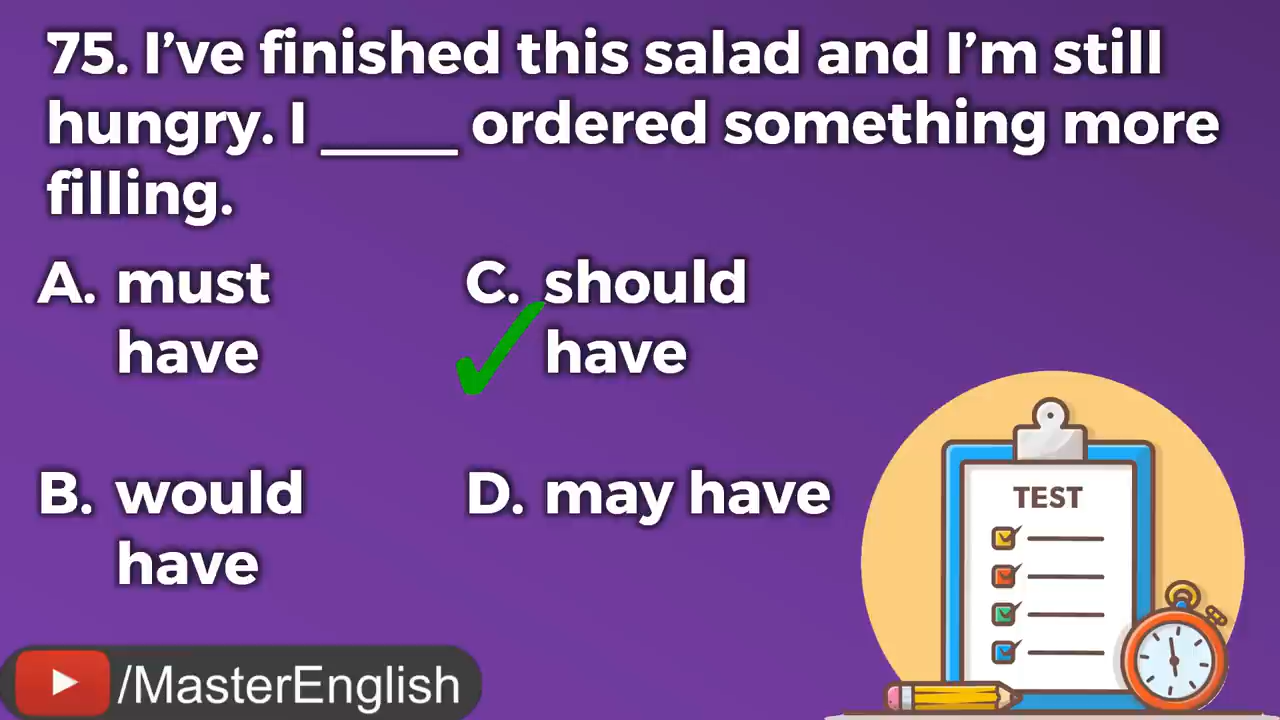 75. I've finished this salad and I'm still
hungry. I _____ ordered something more
filling.
A. must
have
C. should
have
B. would
have
D. may have
TEST
/MasterEnglish